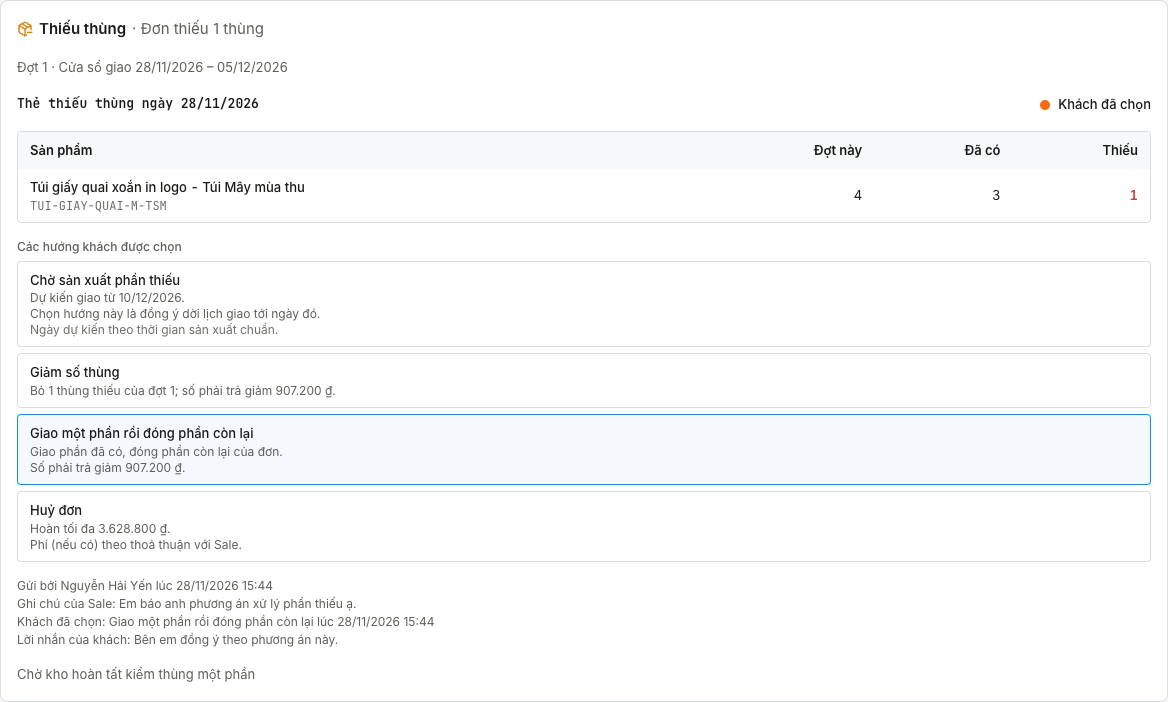 Thiếu thùng · Đơn thiếu 1 thùng
Đợt 1 · Cửa sổ giao 28/11/2026 – 05/12/2026
Thẻ thiếu thùng ngày 28/11/2026
Khách đã chọn
Sản phẩm Đợt này Đã có Thiếu
Túi giấy quai xoắn in logo - Túi Mây mùa thu
TUI-GIAY-QUAI-M-TSM
4 3 1
Các hướng khách được chọn
Chờ sản xuất phần thiếu
Dự kiến giao từ 10/12/2026.
Chọn hướng này là đồng ý dời lịch giao tới ngày đó.
Ngày dự kiến theo thời gian sản xuất chuẩn.
Giảm số thùng
Bỏ 1 thùng thiếu của đợt 1; số phải trả giảm 907.200 ₫.
Giao một phần rồi đóng phần còn lại
Giao phần đã có, đóng phần còn lại của đơn.
Số phải trả giảm 907.200 ₫.
Huỷ đơn
Hoàn tối đa 3.628.800 ₫.
Phí (nếu có) theo thoả thuận với Sale.
Gửi bởi Nguyễn Hải Yến lúc 28/11/2026 15:44
Ghi chú của Sale: Em báo anh phương án xử lý phần thiếu ạ.
Khách đã chọn: Giao một phần rồi đóng phần còn lại lúc 28/11/2026 15:44
Lời nhắn của khách: Bên em đồng ý theo phương án này.
Chờ kho hoàn tất kiểm thùng một phần